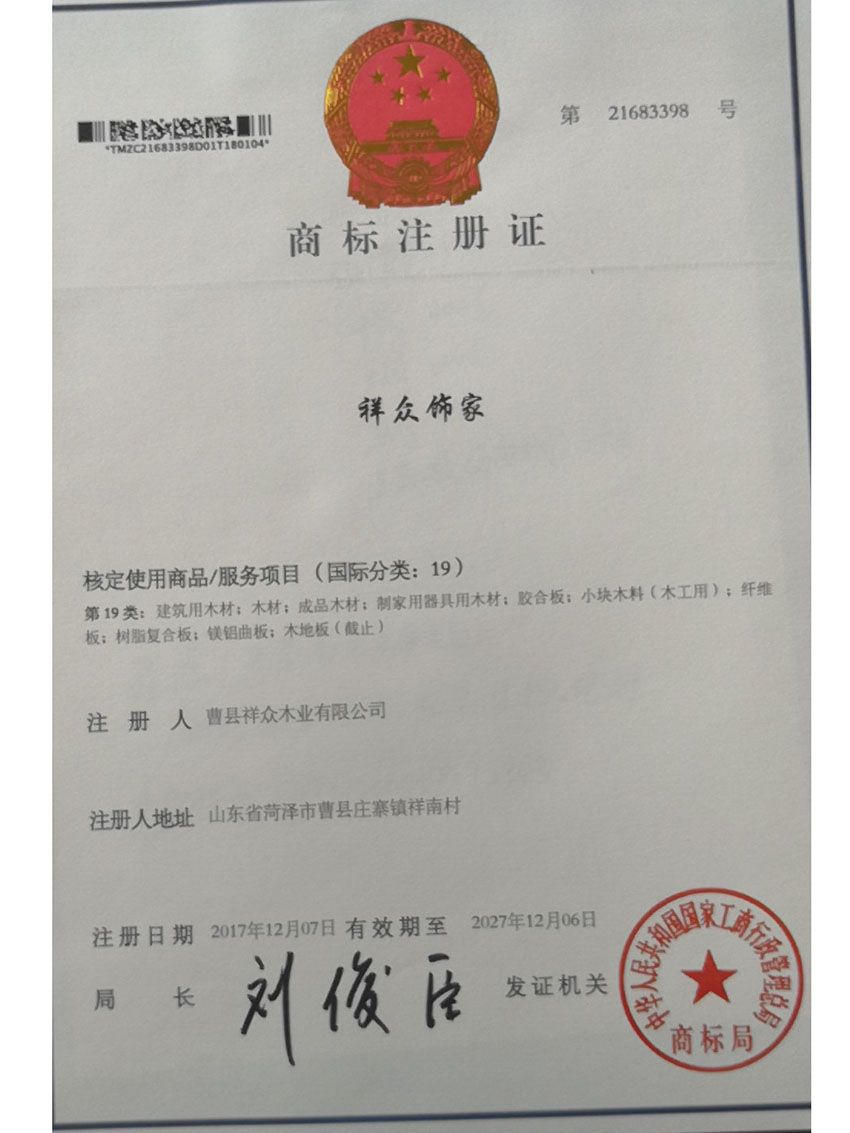 第 21683398 号
*TMZC21683398D01T180104*
商标注册证
祥众饰家
核定使用商品/服务项目（国际分类：19）
第19类：建筑用木材；木材；成品木材；制家用器具用木材；胶合板；小块木料（木工用）；纤维
板；树脂复合板；镁铝曲板；木地板（截止）
注册人 曹县祥众木业有限公司
注册人地址 山东省菏泽市曹县庄寨镇祥南村
注册日期 2017年12月07日 有效期至 2027年12月06日
局长 刘俊臣 发证机关
中华人民共和国国家工商行政管理总局
商标局